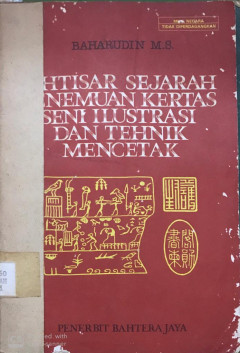 BAHARUDIN M.S.
HTISAR SEJARAH
NEMUAN KERTAS
SENI ILUSTRASI
DAN TEHNIK
MENCETAK
PENERBIT BAHTERA JAYA